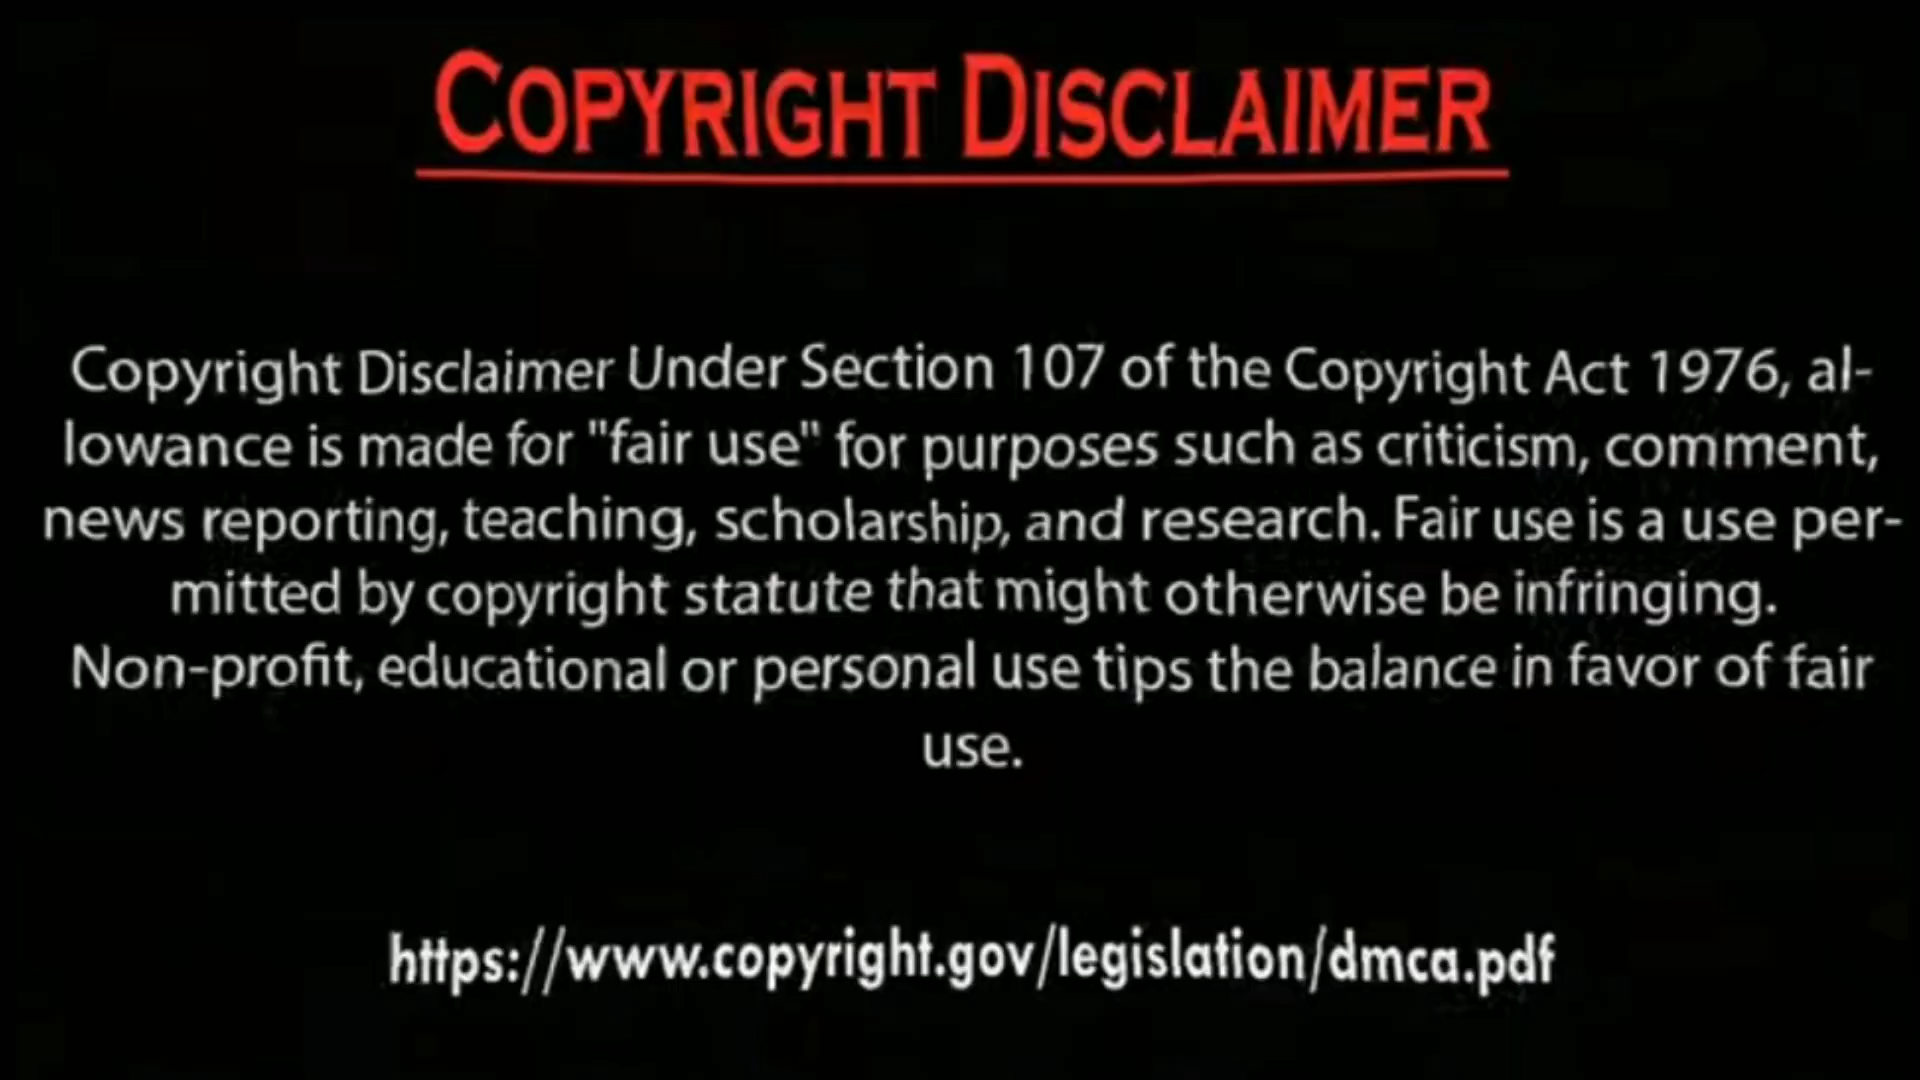 COPYRIGHT DISCLAIMER
Copyright Disclaimer Under Section 107 of the Copyright Act 1976, al-
lowance is made for "fair use" for purposes such as criticism, comment,
news reporting, teaching, scholarship, and research. Fair use is a use per-
mitted by copyright statute that might otherwise be infringing.
Non-profit, educational or personal use tips the balance in favor of fair
use.
https://www.copyright.gov/legislation/dmca.pdf